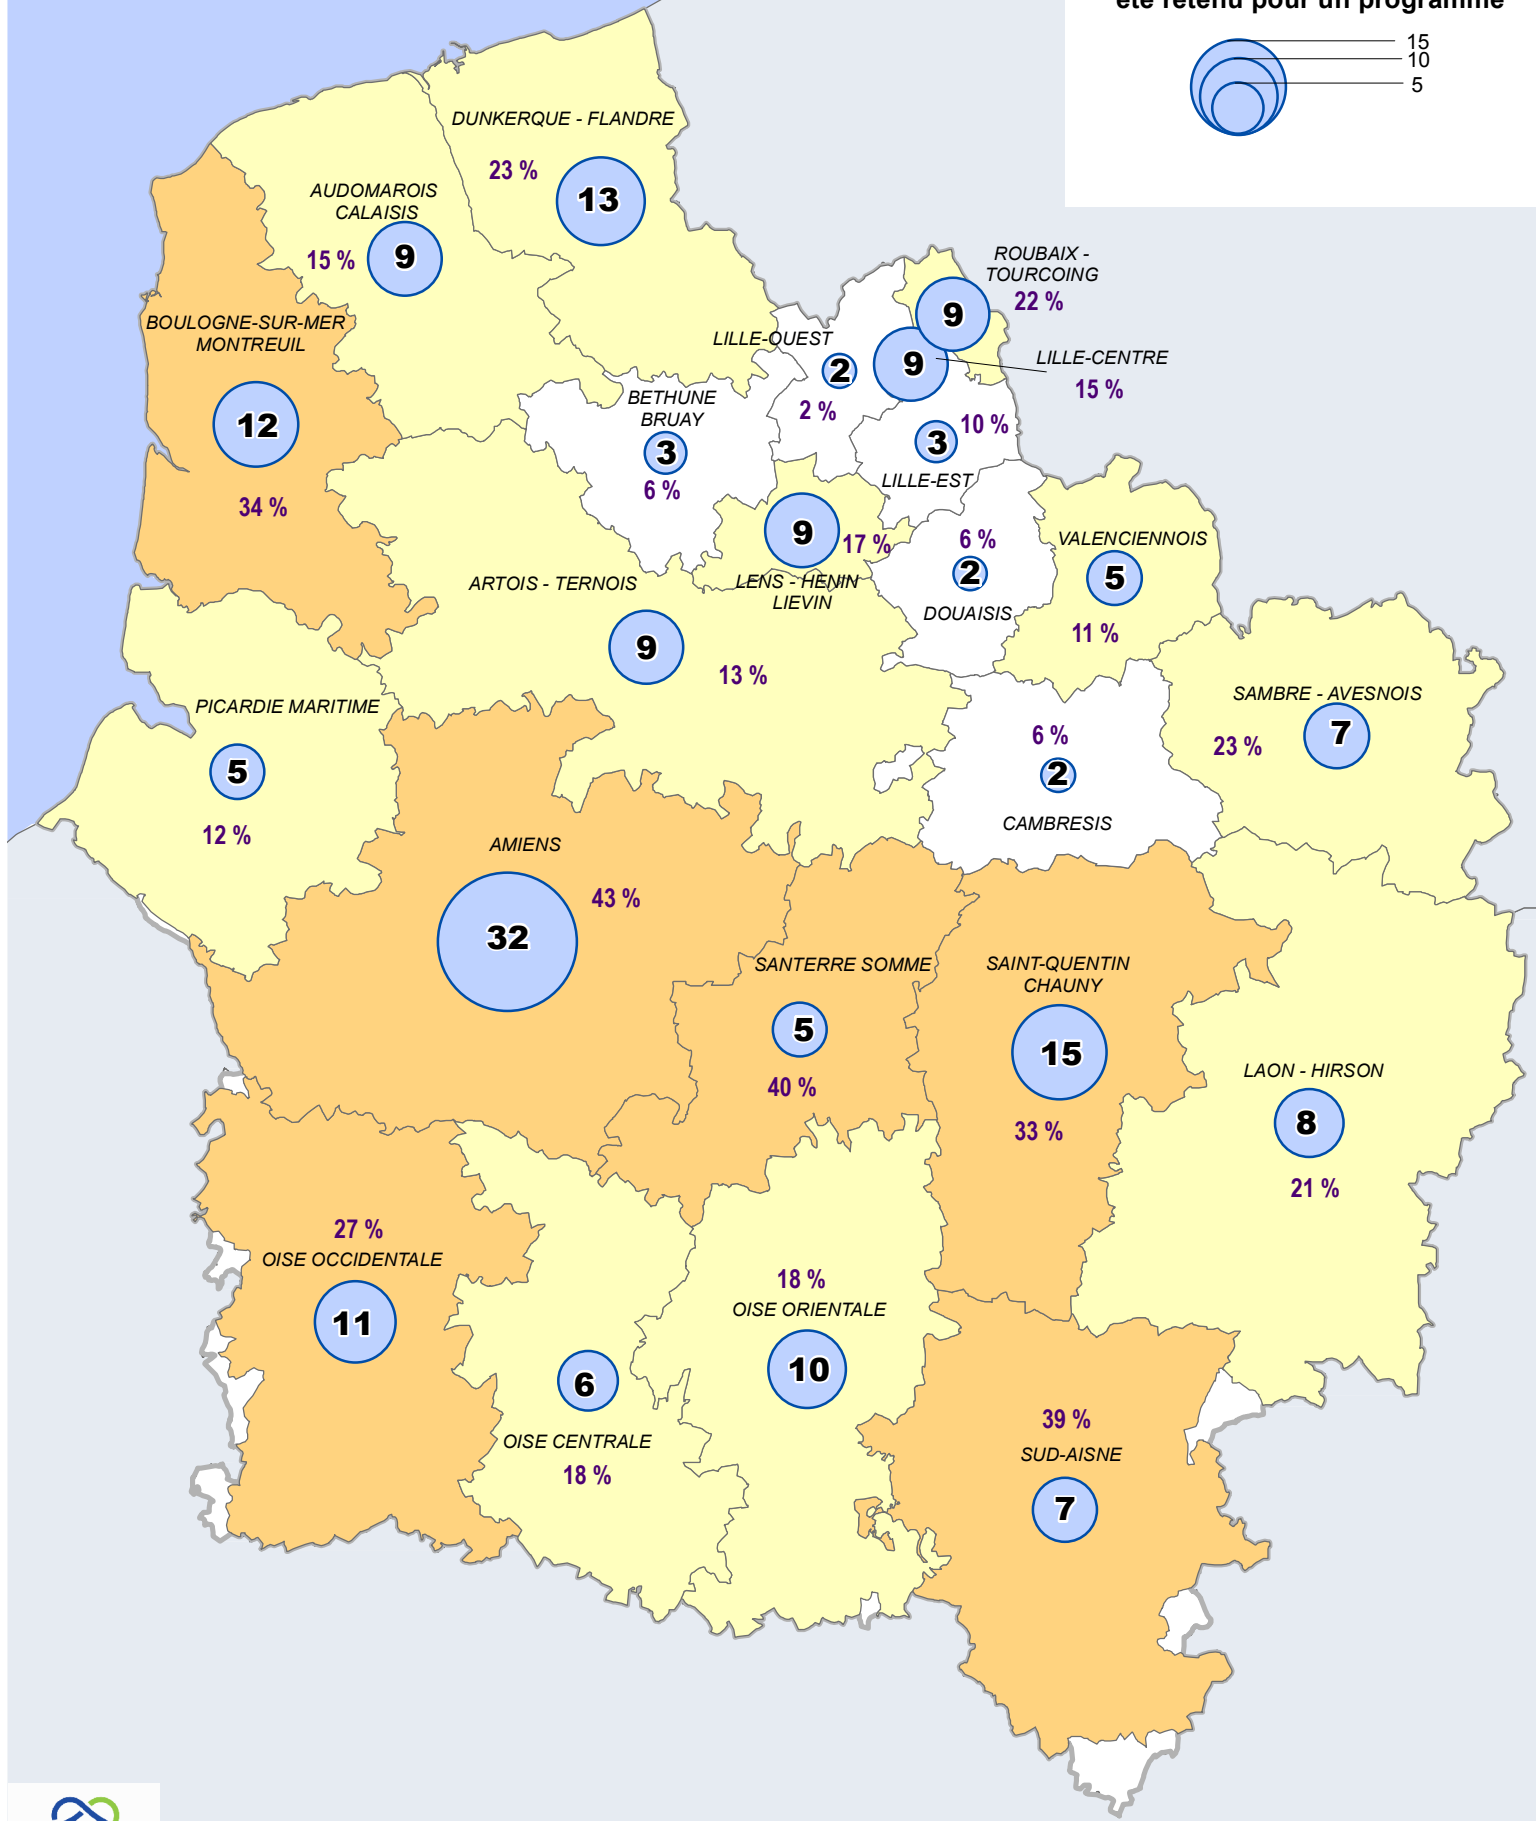 été retenu pour un programme
15
10
5
DUNKERQUE - FLANDRE
23 %
13
AUDOMAROIS
CALAISIS
15 %
9
BOULOGNE-SUR-MER
MONTREUIL
12
34 %
ROUBAIX -
TOURCOING
22 %
9
LILLE-OUEST
2
2 %
9
LILLE-CENTRE
15 %
BETHUNE
BRUAY
3
6 %
10 %
3
LILLE-EST
9
17 %
LENS - HENIN
LIEVIN
6 %
2
DOUAISIS
VALENCIENNOIS
5
11 %
ARTOIS - TERNOIS
9
13 %
SAMBRE - AVESNOIS
23 %
7
PICARDIE MARITIME
5
12 %
6 %
2
CAMBRESIS
AMIENS
43 %
32
SANTERRE SOMME
5
40 %
SAINT-QUENTIN
CHAUNY
15
33 %
LAON - HIRSON
8
21 %
27 %
OISE OCCIDENTALE
11
18 %
OISE ORIENTALE
10
6
OISE CENTRALE
18 %
39 %
SUD-AISNE
7